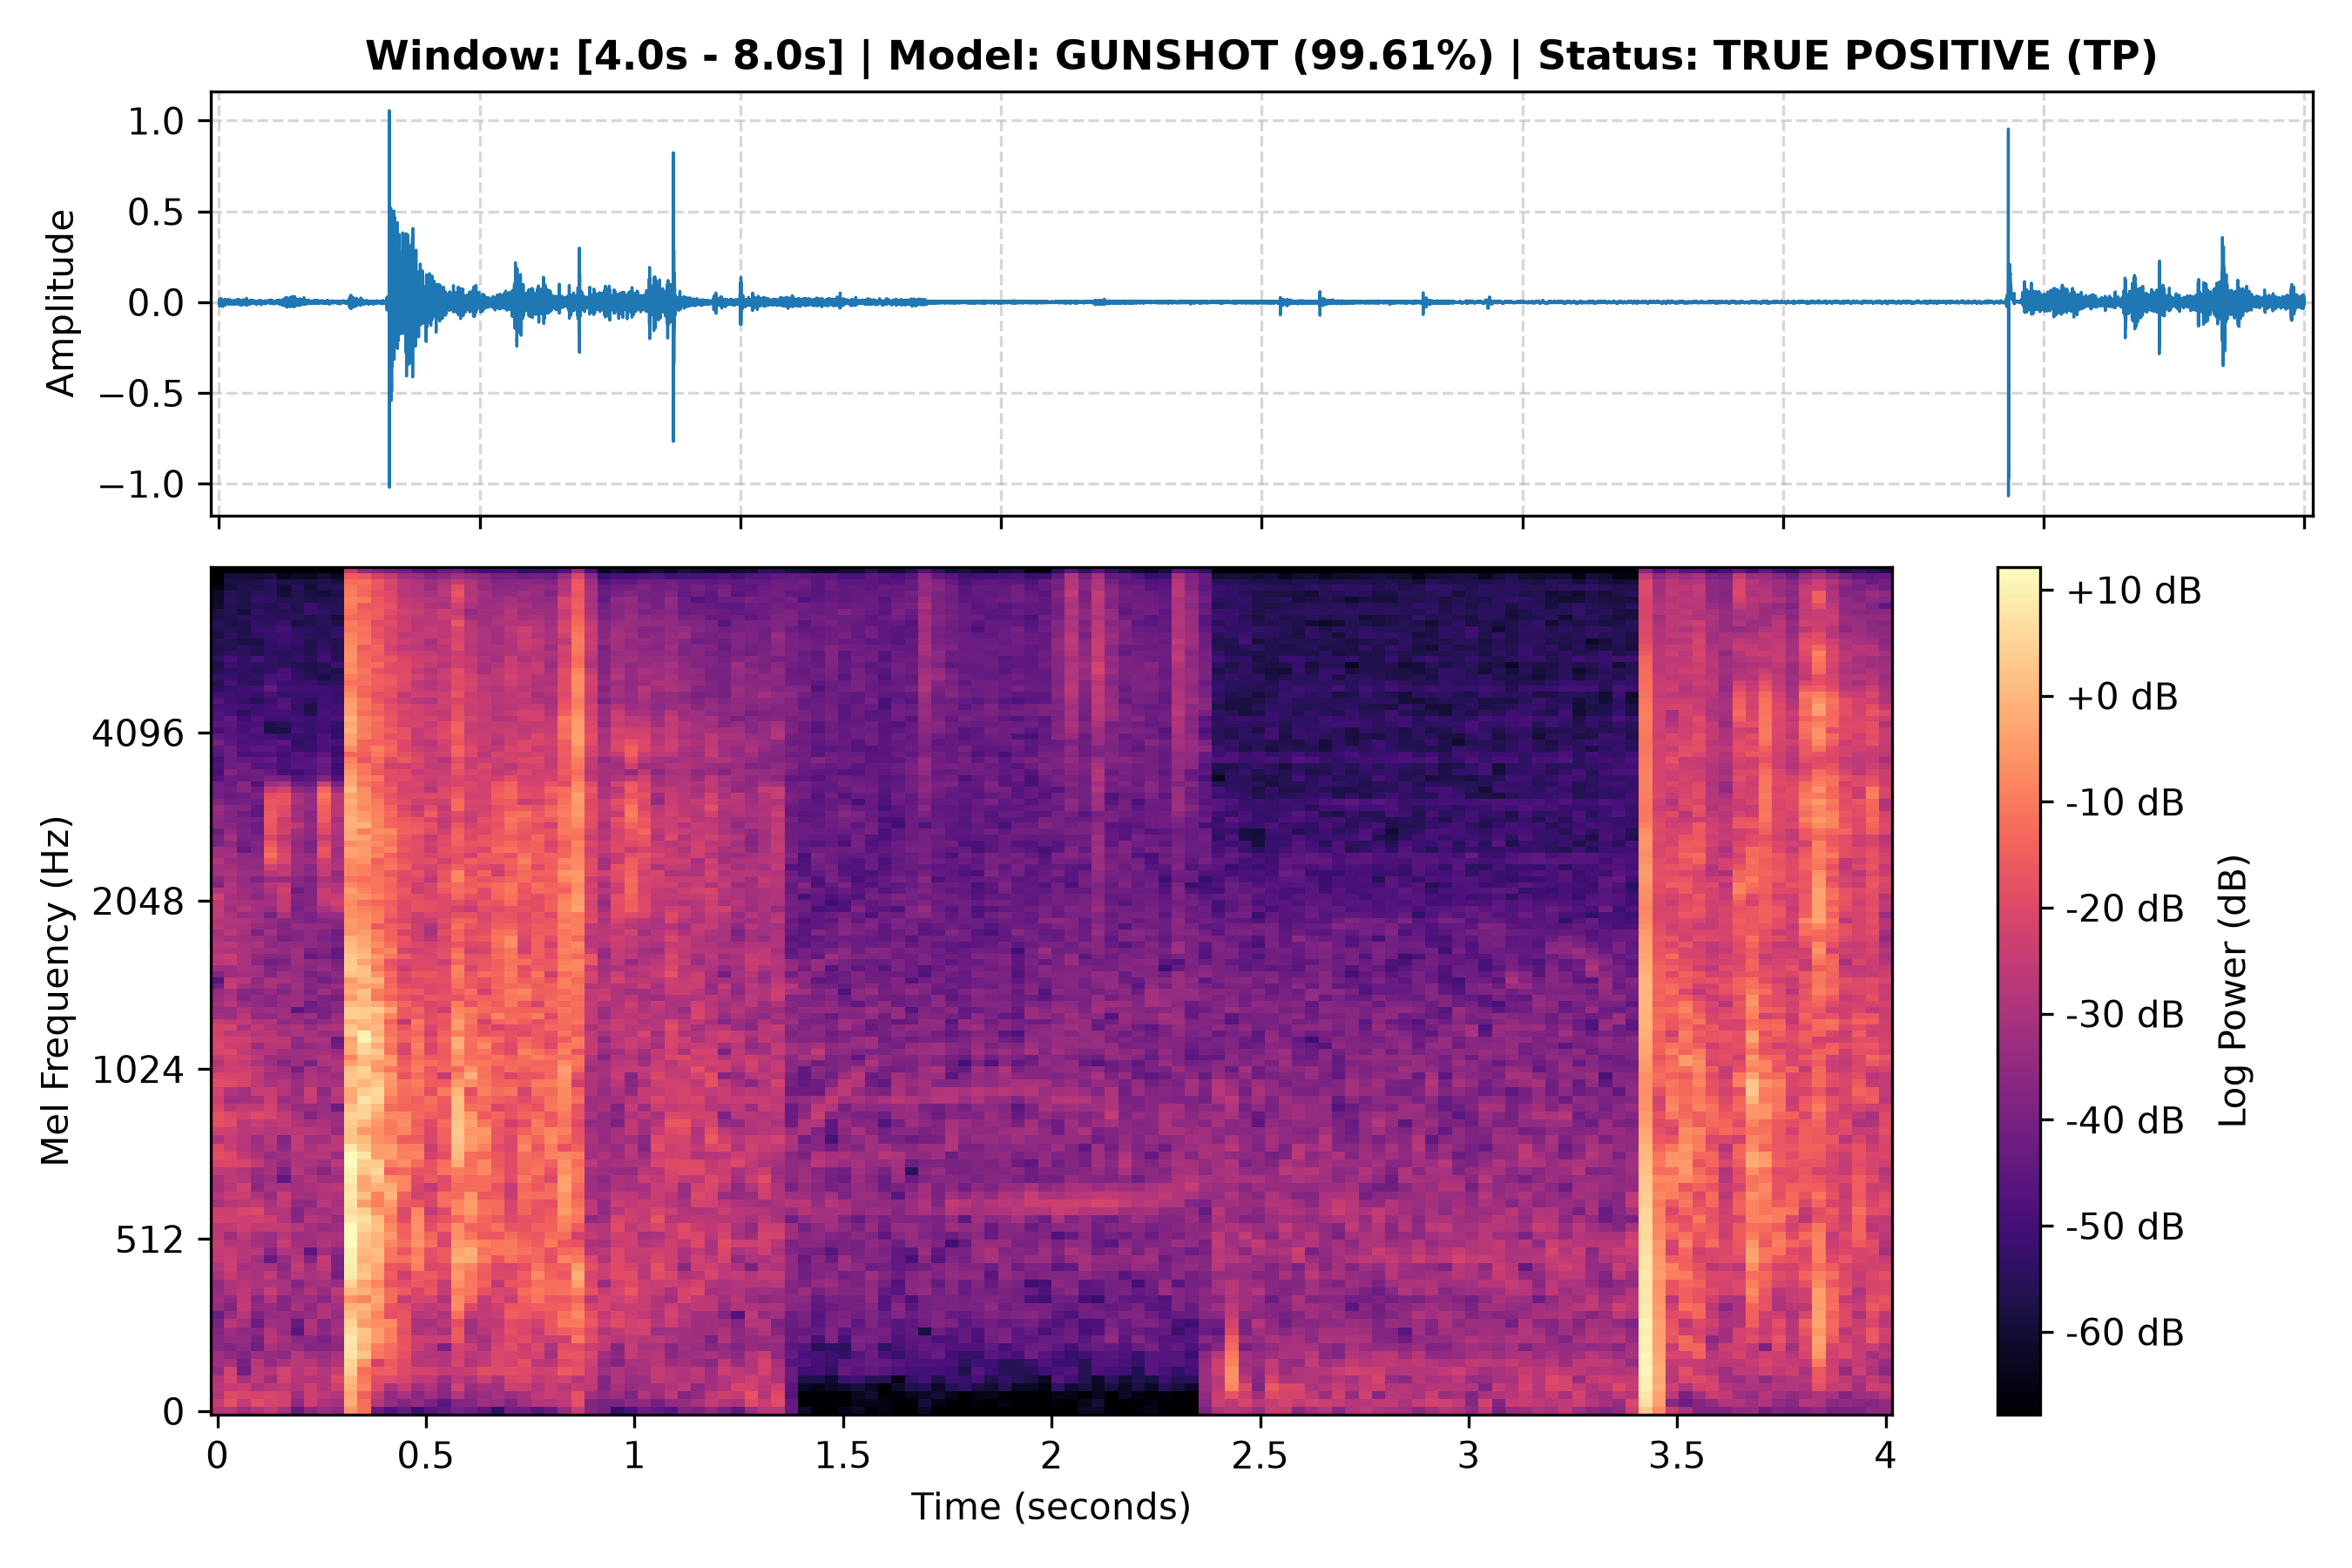 Window: [4.0s - 8.0s] | Model: GUNSHOT (99.61%) | Status: TRUE POSITIVE (TP)
1.0
0.5
0.0
−0.5
−1.0
Amplitude
4096
2048
1024
512
0
Mel Frequency (Hz)
0 0.5 1 1.5 2 2.5 3 3.5 4
Time (seconds)
+10 dB
+0 dB
-10 dB
-20 dB
-30 dB
-40 dB
-50 dB
-60 dB
Log Power (dB)